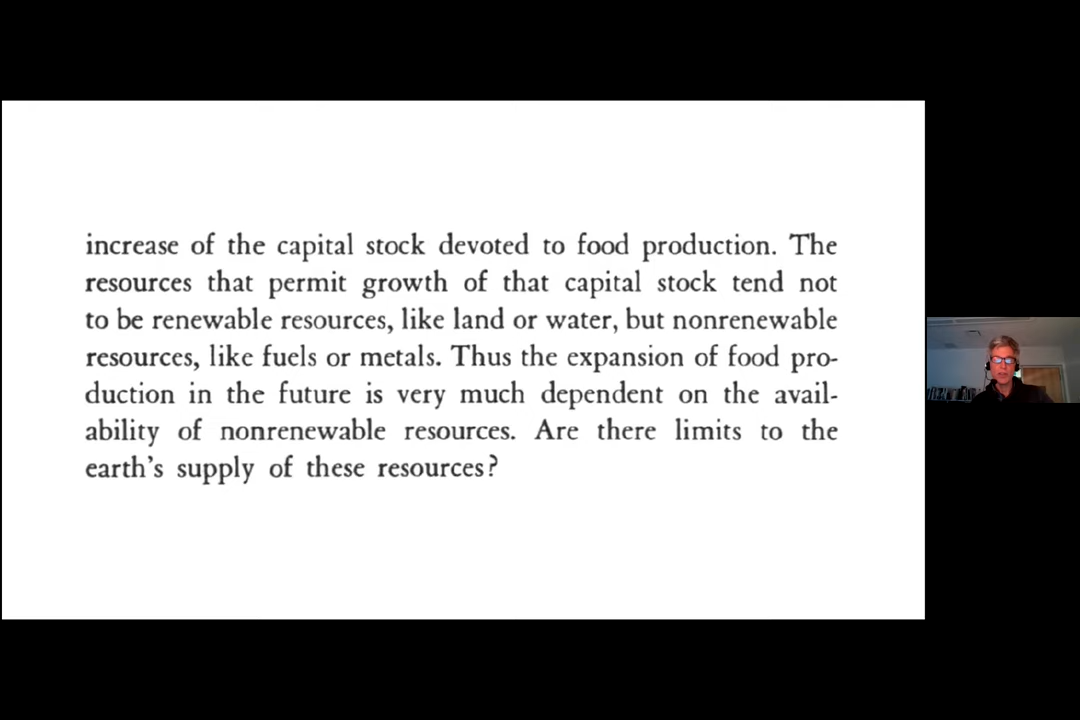 increase of the capital stock devoted to food production. The
resources that permit growth of that capital stock tend not
to be renewable resources, like land or water, but nonrenewable
resources, like fuels or metals. Thus the expansion of food pro-
duction in the future is very much dependent on the avail-
ability of nonrenewable resources. Are there limits to the
earth's supply of these resources?